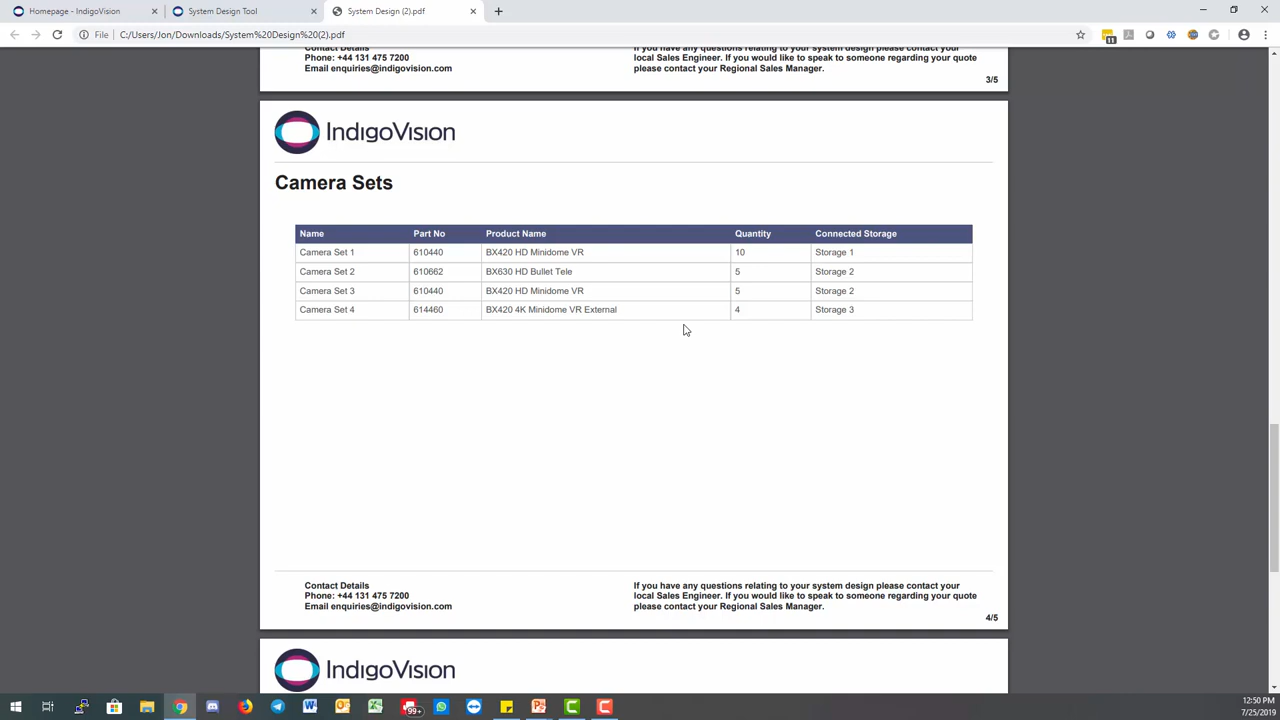 Homepage - IndigoVision
System Design Tool
System Design (2).pdf
File
C:/Users/Jon/Downloads/System%20Design%20(2).pdf
11
Contact Details
Phone: +44 131 475 7200
Email enquiries@indigovision.com
If you have any questions relating to your system design please contact your
local Sales Engineer. If you would like to speak to someone regarding your quote
please contact your Regional Sales Manager.
3/5
IndigoVision
Camera Sets
Name Part No Product Name Quantity Connected Storage
Camera Set 1 610440 BX420 HD Minidome VR 10 Storage 1
Camera Set 2 610662 BX630 HD Bullet Tele 5 Storage 2
Camera Set 3 610440 BX420 HD Minidome VR 5 Storage 2
Camera Set 4 614460 BX420 4K Minidome VR External 4 Storage 3
Contact Details
Phone: +44 131 475 7200
Email enquiries@indigovision.com
If you have any questions relating to your system design please contact your
local Sales Engineer. If you would like to speak to someone regarding your quote
please contact your Regional Sales Manager.
4/5
IndigoVision
99+
12:50 PM
7/25/2019